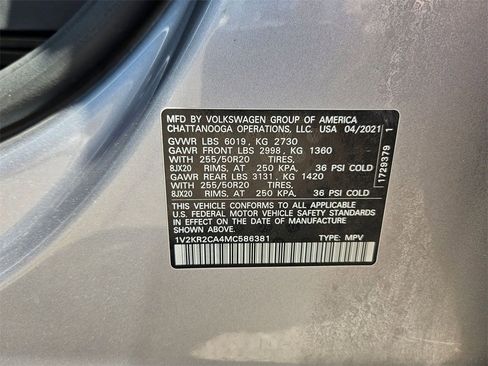 MFD BY VOLKSWAGEN GROUP OF AMERICA
CHATTANOOGA OPERATIONS, LLC. USA 04/2021
GVWR LBS 6019, KG 2730
GAWR FRONT LBS 2998, KG 1360
WITH 255/50R20 TIRES,
8JX20 RIMS, AT 250 KPA, 36 PSI COLD
GAWR REAR LBS 3131, KG 1420
WITH 255/50R20 TIRES,
8JX20 RIMS, AT 250 KPA, 36 PSI COLD
THIS VEHICLE CONFORMS TO ALL APPLICABLE
U.S. FEDERAL MOTOR VEHICLE SAFETY STANDARDS
IN EFFECT ON THE DATE OF MANUFACTURE
SHOWN ABOVE.
1V2KR2CA4MC586381 TYPE: MPV
1729379 1